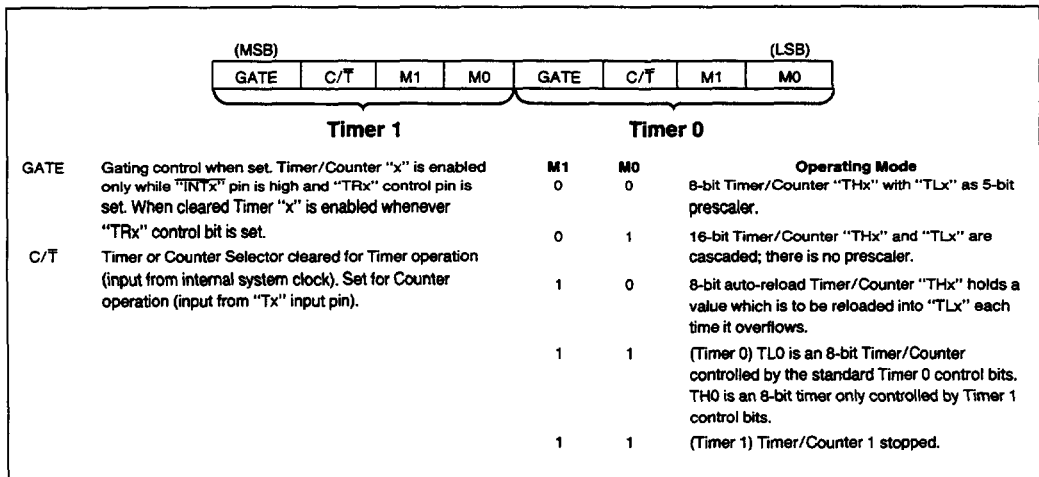 (MSB) (LSB)
GATE C/T̅ M1 M0 GATE C/T̅ M1 M0
Timer 1 Timer 0
GATE Gating control when set. Timer/Counter "x" is enabled
only while "I̅N̅T̅x̅" pin is high and "TRx" control pin is
set. When cleared Timer "x" is enabled whenever
"TRx" control bit is set.
C/T̅ Timer or Counter Selector cleared for Timer operation
(input from internal system clock). Set for Counter
operation (input from "Tx" input pin).
M1 M0 Operating Mode
0 0 8-bit Timer/Counter "THx" with "TLx" as 5-bit
prescaler.
0 1 16-bit Timer/Counter "THx" and "TLx" are
cascaded; there is no prescaler.
1 0 8-bit auto-reload Timer/Counter "THx" holds a
value which is to be reloaded into "TLx" each
time it overflows.
1 1 (Timer 0) TL0 is an 8-bit Timer/Counter
controlled by the standard Timer 0 control bits.
TH0 is an 8-bit timer only controlled by Timer 1
control bits.
1 1 (Timer 1) Timer/Counter 1 stopped.